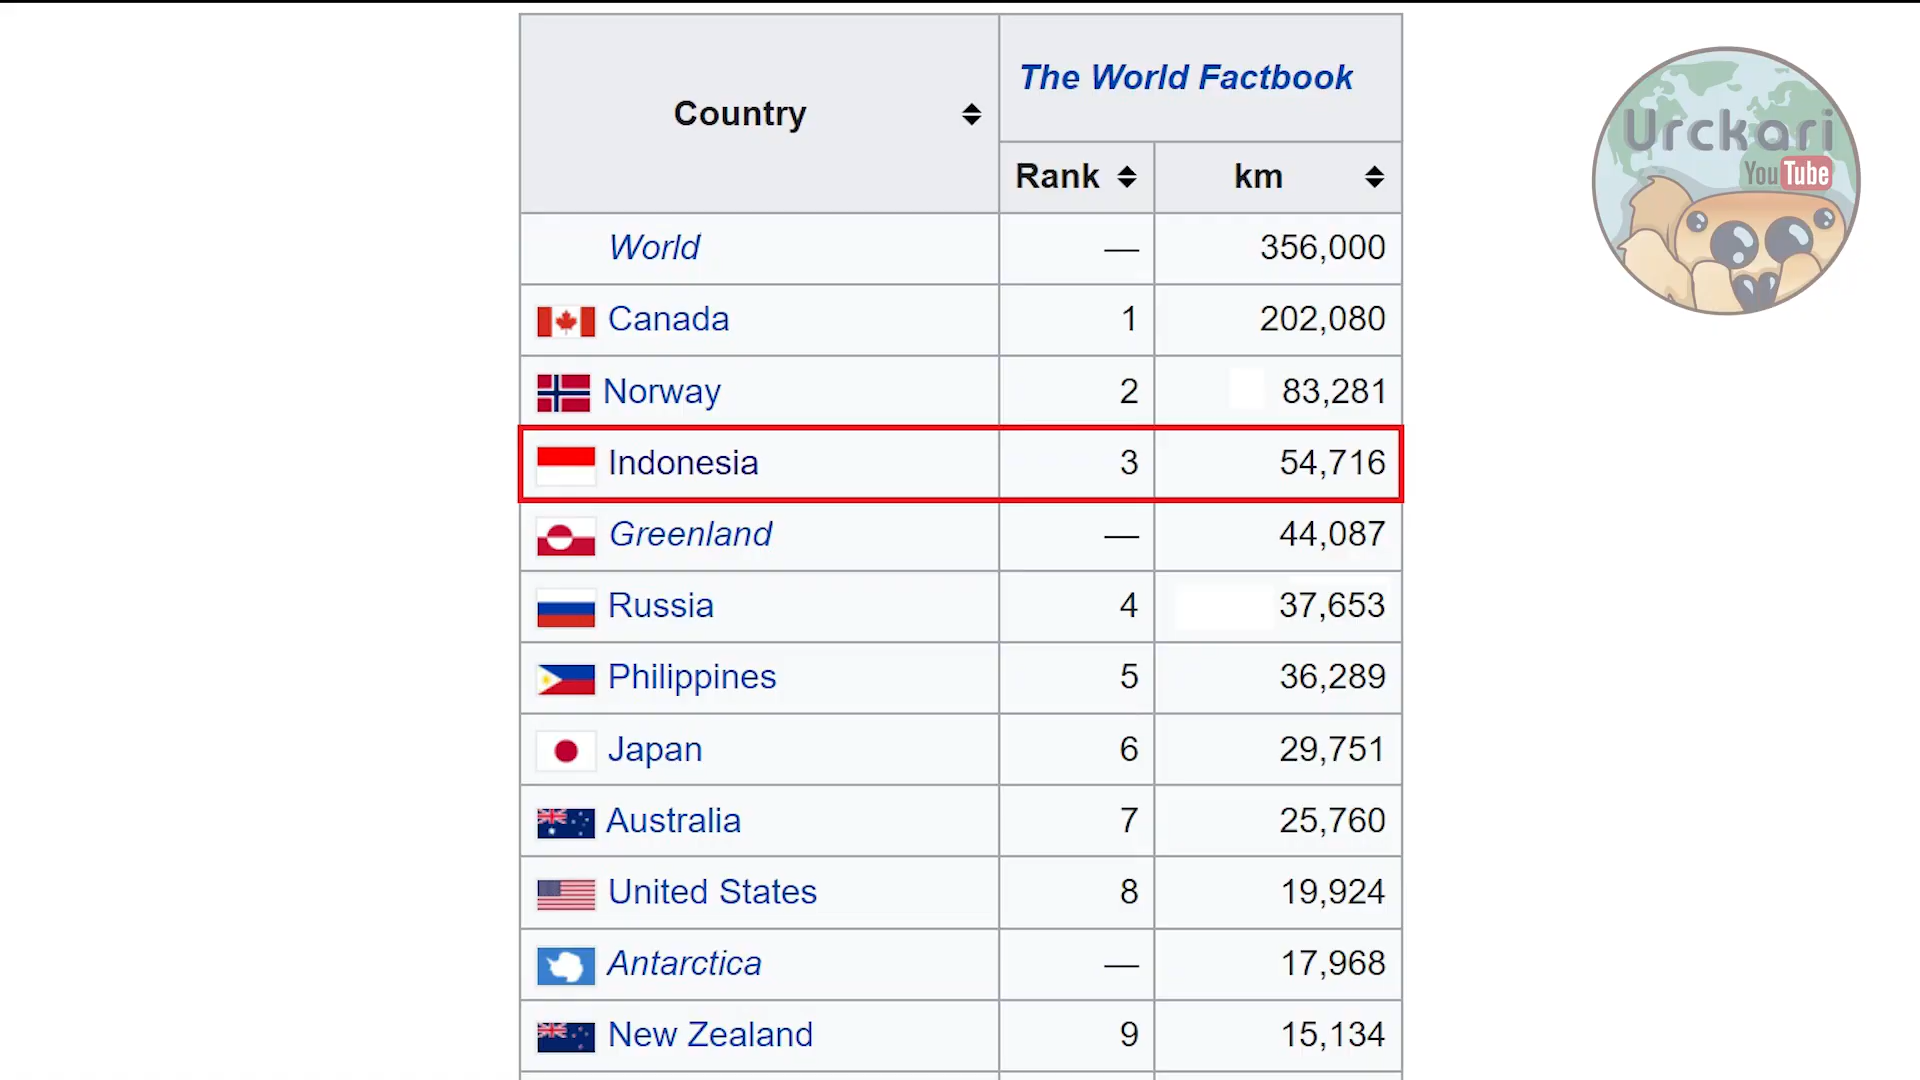 Country
The World Factbook
Rank km
World — 356,000
Canada 1 202,080
Norway 2 83,281
Indonesia 3 54,716
Greenland — 44,087
Russia 4 37,653
Philippines 5 36,289
Japan 6 29,751
Australia 7 25,760
United States 8 19,924
Antarctica — 17,968
New Zealand 9 15,134
Urckari
YouTube